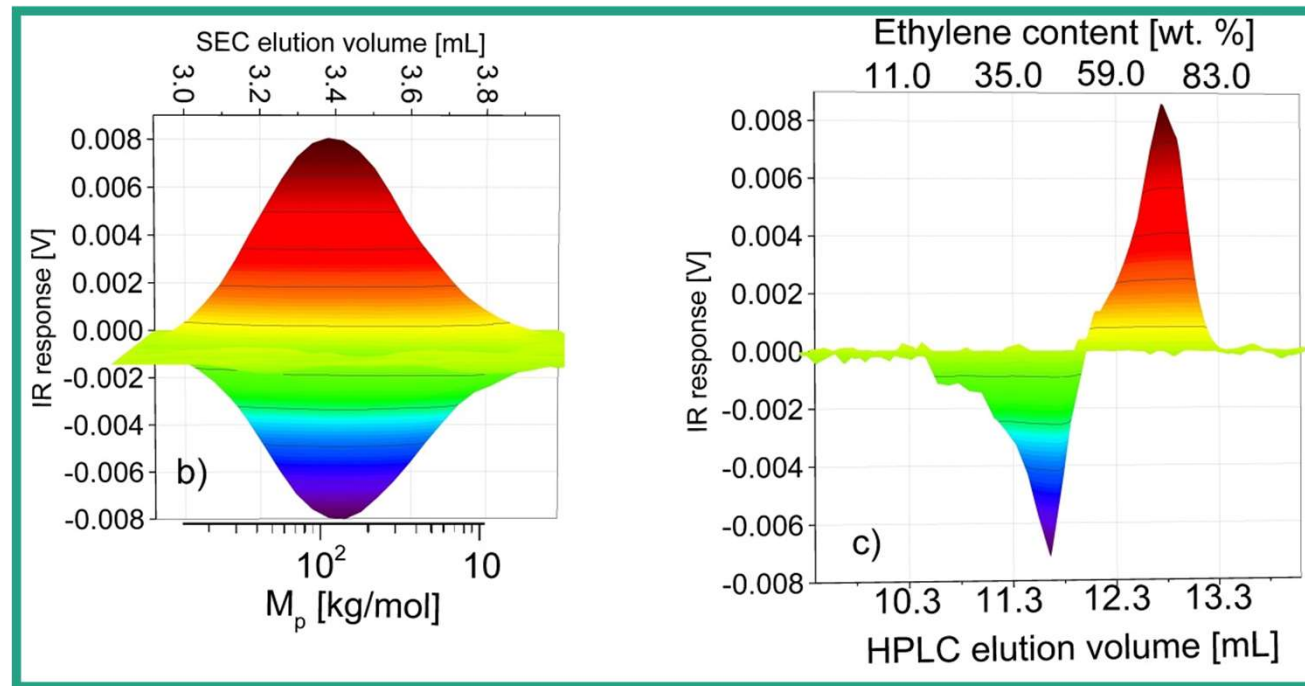 SEC elution volume [mL]
3.0 3.2 3.4 3.6 3.8
IR response [V]
0.008
0.006
0.004
0.002
0.000
-0.002
-0.004
-0.006
-0.008
b)
10² 10
Mₚ [kg/mol]
Ethylene content [wt. %]
11.0 35.0 59.0 83.0
IR response [V]
0.008
0.006
0.004
0.002
0.000
-0.002
-0.004
-0.006
-0.008
c)
10.3 11.3 12.3 13.3
HPLC elution volume [mL]